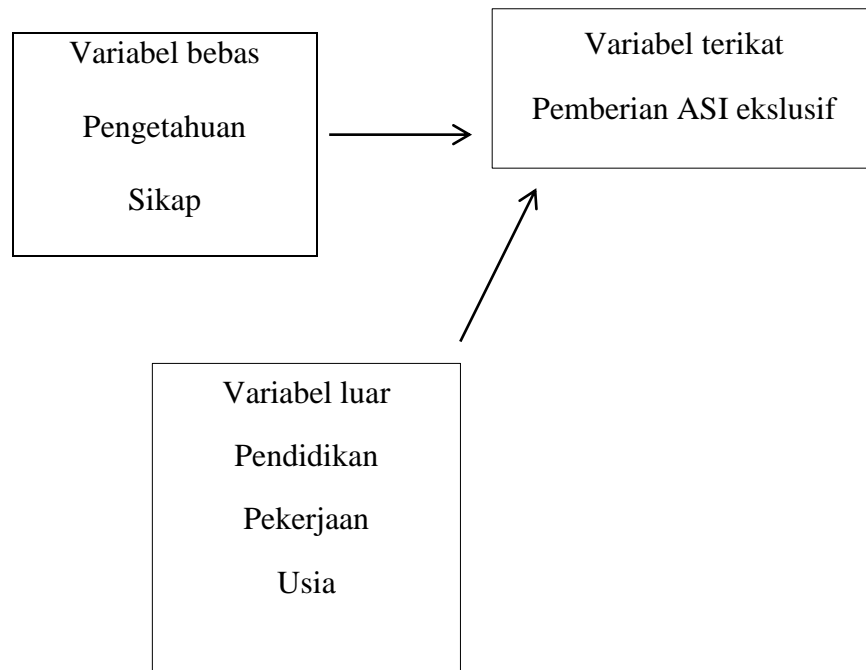 Variabel bebas
Pengetahuan
Sikap
Variabel terikat
Pemberian ASI ekslusif
Variabel luar
Pendidikan
Pekerjaan
Usia